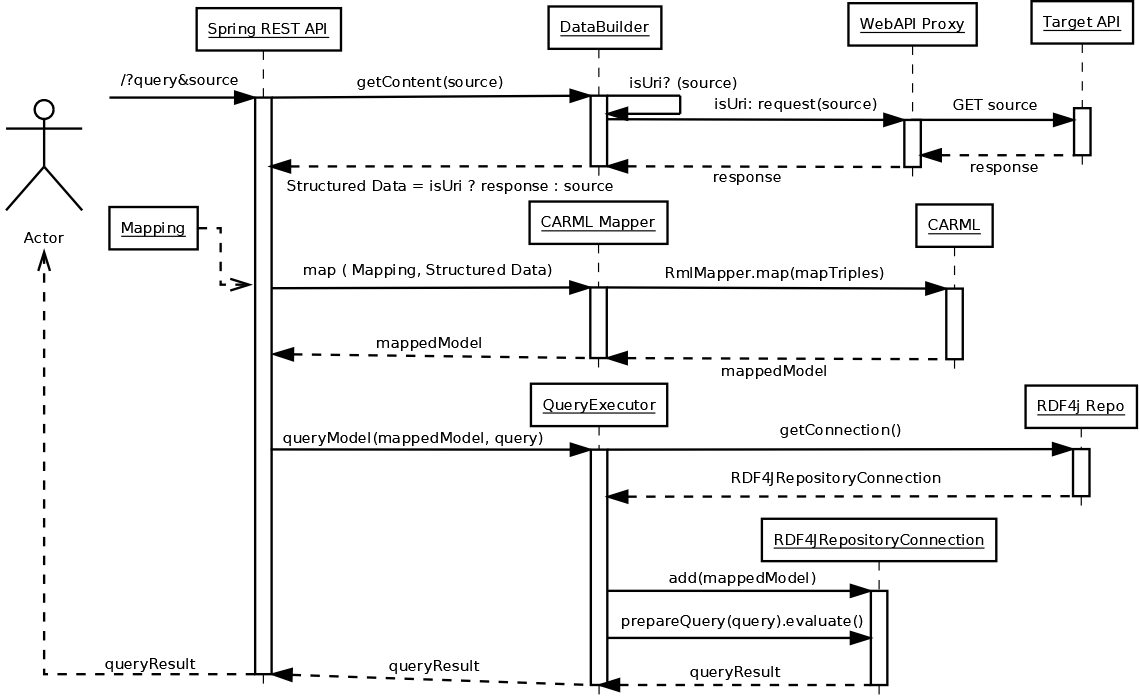 Spring REST API
DataBuilder
WebAPI Proxy
Target API
/?query&source
getContent(source)
isUri? (source)
isUri: request(source)
GET source
response
response
Structured Data = isUri ? response : source
Actor
Mapping
CARML Mapper
CARML
map ( Mapping, Structured Data)
RmlMapper.map(mapTriples)
mappedModel
mappedModel
QueryExecutor
RDF4j Repo
queryModel(mappedModel, query)
getConnection()
RDF4JRepositoryConnection
RDF4JRepositoryConnection
add(mappedModel)
prepareQuery(query).evaluate()
queryResult
queryResult
queryResult